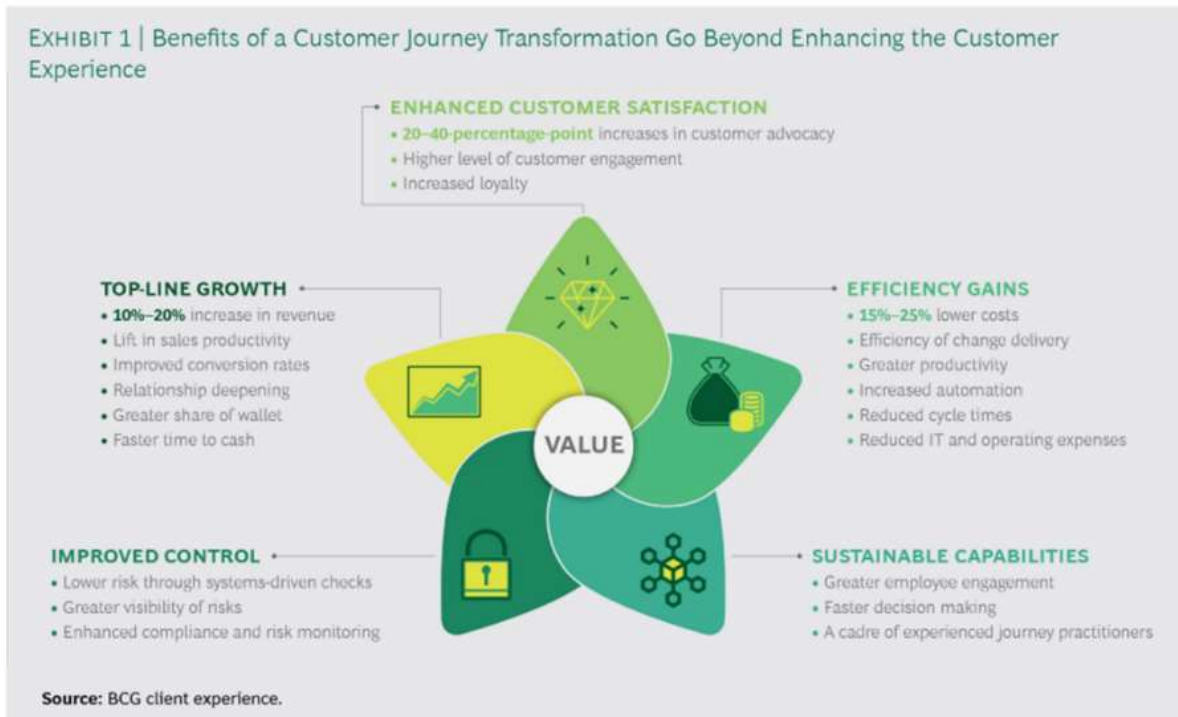 EXHIBIT 1 | Benefits of a Customer Journey Transformation Go Beyond Enhancing the Customer
Experience
ENHANCED CUSTOMER SATISFACTION
• 20–40-percentage-point increases in customer advocacy
• Higher level of customer engagement
• Increased loyalty
TOP-LINE GROWTH
• 10%–20% increase in revenue
• Lift in sales productivity
• Improved conversion rates
• Relationship deepening
• Greater share of wallet
• Faster time to cash
EFFICIENCY GAINS
• 15%–25% lower costs
• Efficiency of change delivery
• Greater productivity
• Increased automation
• Reduced cycle times
• Reduced IT and operating expenses
VALUE
IMPROVED CONTROL
• Lower risk through systems-driven checks
• Greater visibility of risks
• Enhanced compliance and risk monitoring
SUSTAINABLE CAPABILITIES
• Greater employee engagement
• Faster decision making
• A cadre of experienced journey practitioners
Source: BCG client experience.